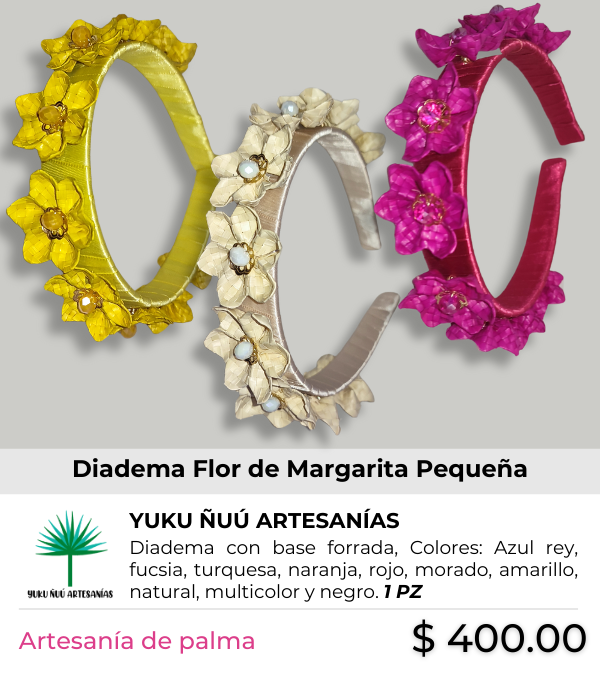 Diadema Flor de Margarita Pequeña
YUKU ÑUÚ ARTESANÍAS
Diadema con base forrada, Colores: Azul rey,
fucsia, turquesa, naranja, rojo, morado, amarillo,
natural, multicolor y negro. 1 PZ
YUKU ÑUÚ ARTESANÍAS
Artesanía de palma
$ 400.00